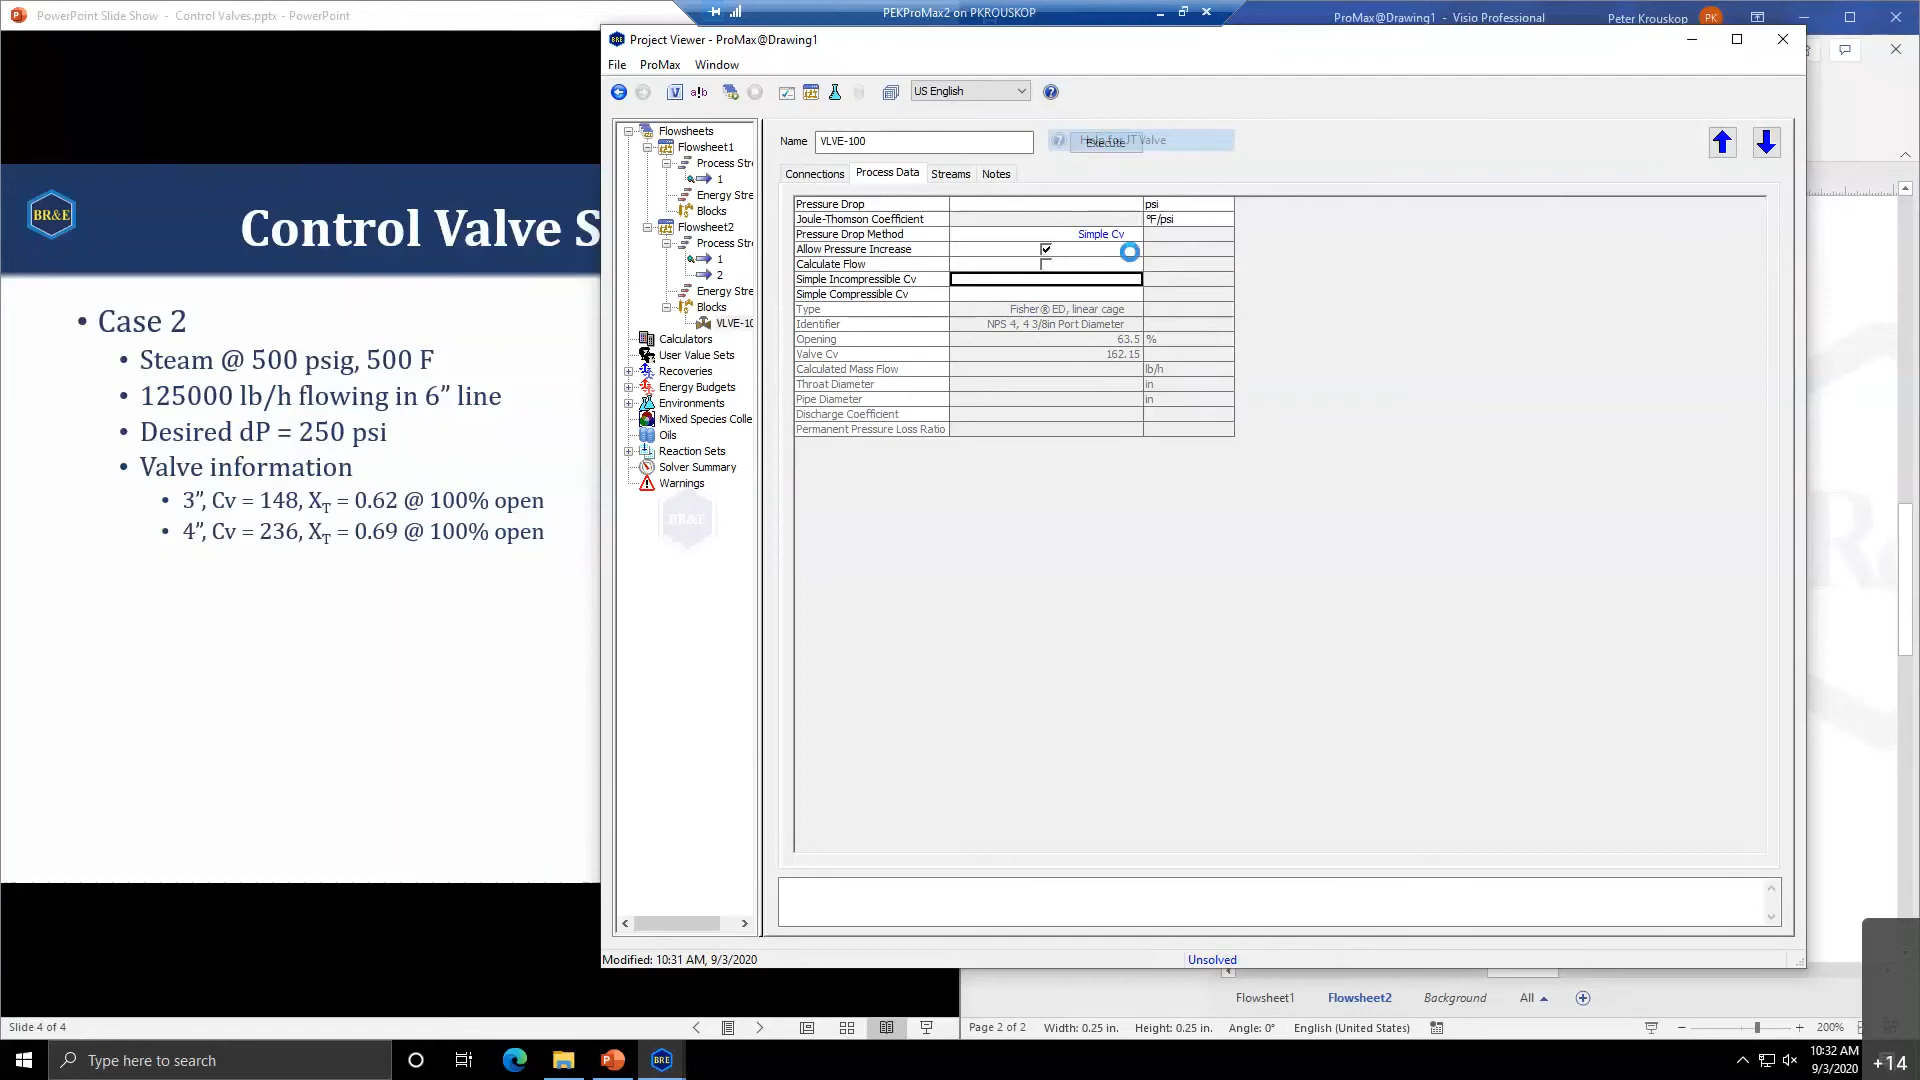 PowerPoint Slide Show - Control Valves.pptx - PowerPoint
PEKProMax2 on PKROUSKOP
ProMax@Drawing1 - Visio Professional
Peter Krouskop
PK
Project Viewer - ProMax@Drawing1
File ProMax Window
US English
BR&E
Control Valve S
• Case 2
• Steam @ 500 psig, 500 F
• 125000 lb/h flowing in 6” line
• Desired dP = 250 psi
• Valve information
• 3”, Cv = 148, XT = 0.62 @ 100% open
• 4”, Cv = 236, XT = 0.69 @ 100% open
Flowsheets
Flowsheet1
Process Stre
1
Energy Stre
Blocks
Flowsheet2
Process Stre
1
2
Energy Stre
Blocks
VLVE-10
Calculators
User Value Sets
Recoveries
Energy Budgets
Environments
Mixed Species Colle
Oils
Reaction Sets
Solver Summary
Warnings
BR&E
Name VLVE-100
Help for JT Valve
Execute
Connections Process Data Streams Notes
Pressure Drop psi
Joule-Thomson Coefficient °F/psi
Pressure Drop Method Simple Cv
Allow Pressure Increase
Calculate Flow
Simple Incompressible Cv
Simple Compressible Cv
Type Fisher® ED, linear cage
Identifier NPS 4, 4 3/8in Port Diameter
Opening 63.5 %
Valve Cv 162.15
Calculated Mass Flow lb/h
Throat Diameter in
Pipe Diameter in
Discharge Coefficient
Permanent Pressure Loss Ratio
Modified: 10:31 AM, 9/3/2020
Unsolved
Flowsheet1 Flowsheet2 Background All
Slide 4 of 4
Page 2 of 2 Width: 0.25 in. Height: 0.25 in. Angle: 0° English (United States)
200%
Type here to search
BRE
10:32 AM
9/3/2020
+14